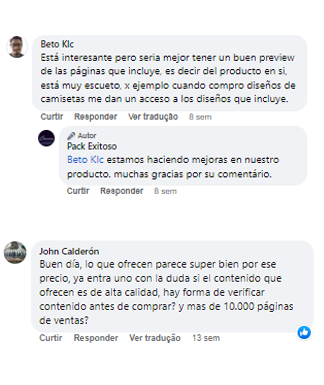 Beto Klc
Está interesante pero seria mejor tener un buen preview
de las páginas que incluye, es decir del producto en si,
está muy escueto, x ejemplo cuando compro diseños de
camisetas me dan un acceso a los diseños que incluye.
Curtir Responder Ver tradução 8 sem
Autor
Pack Exitoso
Beto Klc estamos haciendo mejoras en nuestro
producto. muchas gracias por su comentário.
Curtir Responder 8 sem
John Calderón
Buen día, lo que ofrecen parece super bien por ese
precio, ya entra uno con la duda si el contenido que
ofrecen es de alta calidad, hay forma de verificar
contenido antes de comprar? y mas de 10.000 páginas
de ventas?
Curtir Responder Ver tradução 13 sem